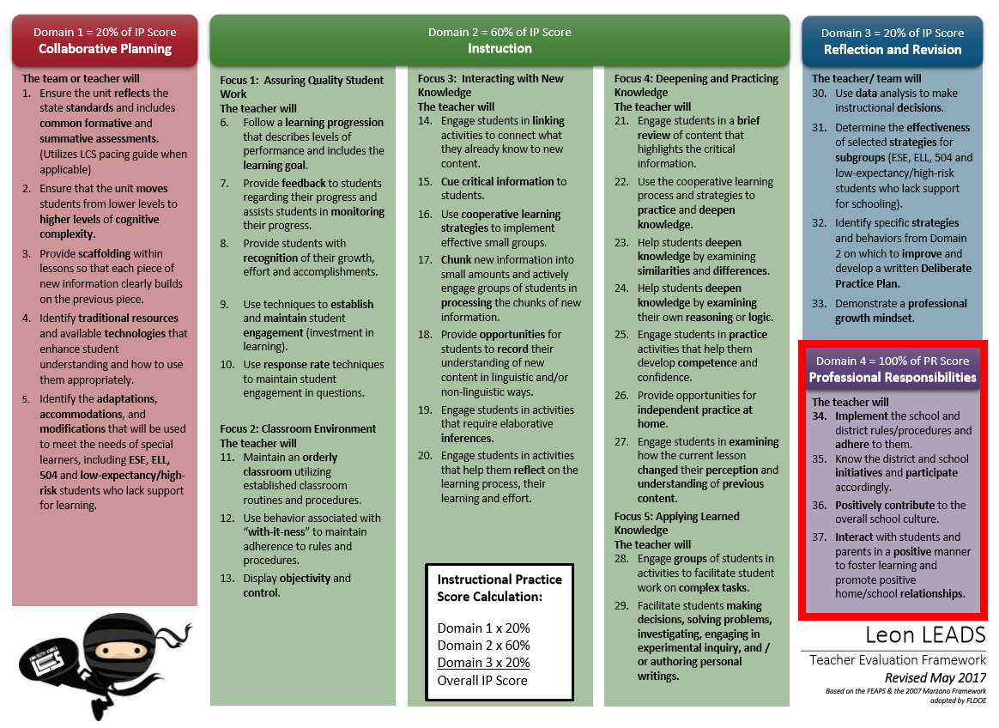 Domain 1 = 20% of IP Score
Collaborative Planning
The team or teacher will
1. Ensure the unit reflects the
state standards and includes
common formative and
summative assessments.
(Utilizes LCS pacing guide when
applicable)
2. Ensure that the unit moves
students from lower levels to
higher levels of cognitive
complexity.
3. Provide scaffolding within
lessons so that each piece of
new information clearly builds
on the previous piece.
4. Identify traditional resources
and available technologies that
enhance student
understanding and how to use
them appropriately.
5. Identify the adaptations,
accommodations, and
modifications that will be used
to meet the needs of special
learners, including ESE, ELL,
504 and low-expectancy/high-
risk students who lack support
for learning.
LCS
Domain 2 = 60% of IP Score
Instruction
Focus 1: Assuring Quality Student
Work
The teacher will
6. Follow a learning progression
that describes levels of
performance and includes the
learning goal.
7. Provide feedback to students
regarding their progress and
assists students in monitoring
their progress.
8. Provide students with
recognition of their growth,
effort and accomplishments.
9. Use techniques to establish
and maintain student
engagement (investment in
learning).
10. Use response rate techniques
to maintain student
engagement in questions.
Focus 2: Classroom Environment
The teacher will
11. Maintain an orderly
classroom utilizing
established classroom
routines and procedures.
12. Use behavior associated with
“with-it-ness” to maintain
adherence to rules and
procedures.
13. Display objectivity and
control.
Focus 3: Interacting with New
Knowledge
The teacher will
14. Engage students in linking
activities to connect what
they already know to new
content.
15. Cue critical information to
students.
16. Use cooperative learning
strategies to implement
effective small groups.
17. Chunk new information into
small amounts and actively
engage groups of students in
processing the chunks of new
information.
18. Provide opportunities for
students to record their
understanding of new
content in linguistic and/or
non-linguistic ways.
19. Engage students in activities
that require elaborative
inferences.
20. Engage students in activities
that help them reflect on the
learning process, their
learning and effort.
Instructional Practice
Score Calculation:
Domain 1 x 20%
Domain 2 x 60%
Domain 3 x 20%
Overall IP Score
Focus 4: Deepening and Practicing
Knowledge
The teacher will
21. Engage students in a brief
review of content that
highlights the critical
information.
22. Use the cooperative learning
process and strategies to
practice and deepen
knowledge.
23. Help students deepen
knowledge by examining
similarities and differences.
24. Help students deepen
knowledge by examining
their own reasoning or logic.
25. Engage students in practice
activities that help them
develop competence and
confidence.
26. Provide opportunities for
independent practice at
home.
27. Engage students in examining
how the current lesson
changed their perception and
understanding of previous
content.
Focus 5: Applying Learned
Knowledge
The teacher will
28. Engage groups of students in
activities to facilitate student
work on complex tasks.
29. Facilitate students making
decisions, solving problems,
investigating, engaging in
experimental inquiry, and /
or authoring personal
writings.
Domain 3 = 20% of IP Score
Reflection and Revision
The teacher/ team will
30. Use data analysis to make
instructional decisions.
31. Determine the effectiveness
of selected strategies for
subgroups (ESE, ELL, 504 and
low-expectancy/high-risk
students who lack support
for schooling).
32. Identify specific strategies
and behaviors from Domain
2 on which to improve and
develop a written Deliberate
Practice Plan.
33. Demonstrate a professional
growth mindset.
Domain 4 = 100% of PR Score
Professional Responsibilities
The teacher will
34. Implement the school and
district rules/procedures and
adhere to them.
35. Know the district and school
initiatives and participate
accordingly.
36. Positively contribute to the
overall school culture.
37. Interact with students and
parents in a positive manner
to foster learning and
promote positive
home/school relationships.
Leon LEADS
Teacher Evaluation Framework
Revised May 2017
Based on the FEAPS & the 2007 Marzano Framework
adopted by FLDOE